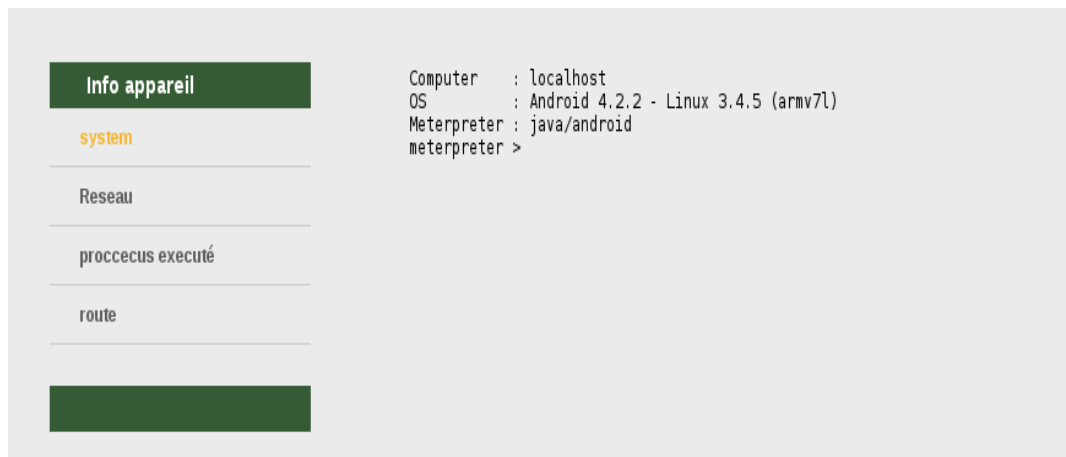 Info appareil
system
Reseau
proccecus executé
route
Computer : localhost
OS : Android 4.2.2 - Linux 3.4.5 (armv7l)
Meterpreter : java/android
meterpreter >